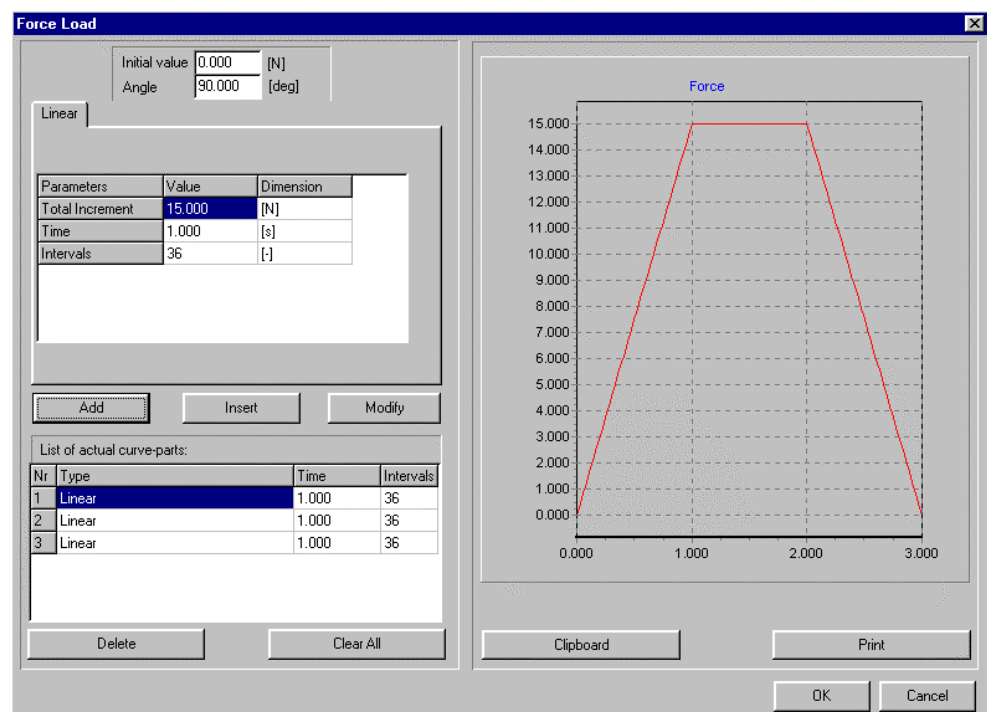 Force Load
Initial value 0.000 [N]
Angle 90.000 [deg]
Linear
Parameters Value Dimension
Total Increment 15.000 [N]
Time 1.000 [s]
Intervals 36 [-]
Add Insert Modify
List of actual curve-parts:
Nr Type Time Intervals
1 Linear 1.000 36
2 Linear 1.000 36
3 Linear 1.000 36
Delete Clear All
Force
15.000
14.000
13.000
12.000
11.000
10.000
9.000
8.000
7.000
6.000
5.000
4.000
3.000
2.000
1.000
0.000
0.000 1.000 2.000 3.000
Clipboard Print
OK Cancel